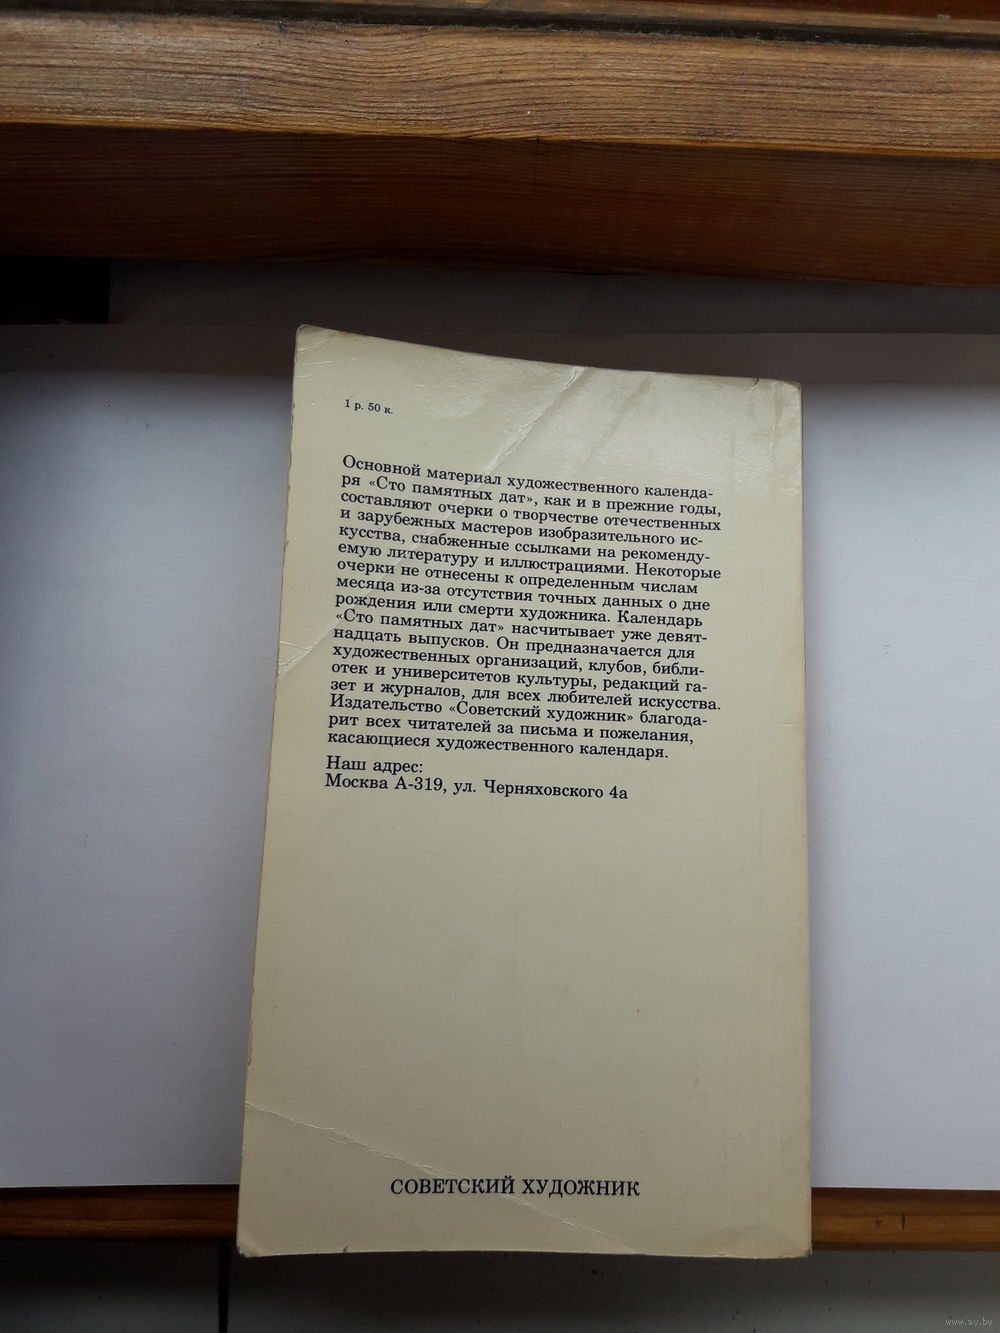 1 р. 50 к.
Основной материал художественного календа-
ря «Сто памятных дат», как и в прежние годы,
составляют очерки о творчестве отечественных
и зарубежных мастеров изобразительного ис-
кусства, снабженные ссылками на рекоменду-
емую литературу и иллюстрациями. Некоторые
очерки не отнесены к определенным числам
месяца из-за отсутствия точных данных о дне
рождения или смерти художника. Календарь
«Сто памятных дат» насчитывает уже девят-
надцать выпусков. Он предназначается для
художественных организаций, клубов, библи-
отек и университетов культуры, редакций га-
зет и журналов, для всех любителей искусства.
Издательство «Советский художник» благода-
рит всех читателей за письма и пожелания,
касающиеся художественного календаря.
Наш адрес:
Москва А-319, ул. Черняховского 4а
СОВЕТСКИЙ ХУДОЖНИК
www.ay.by